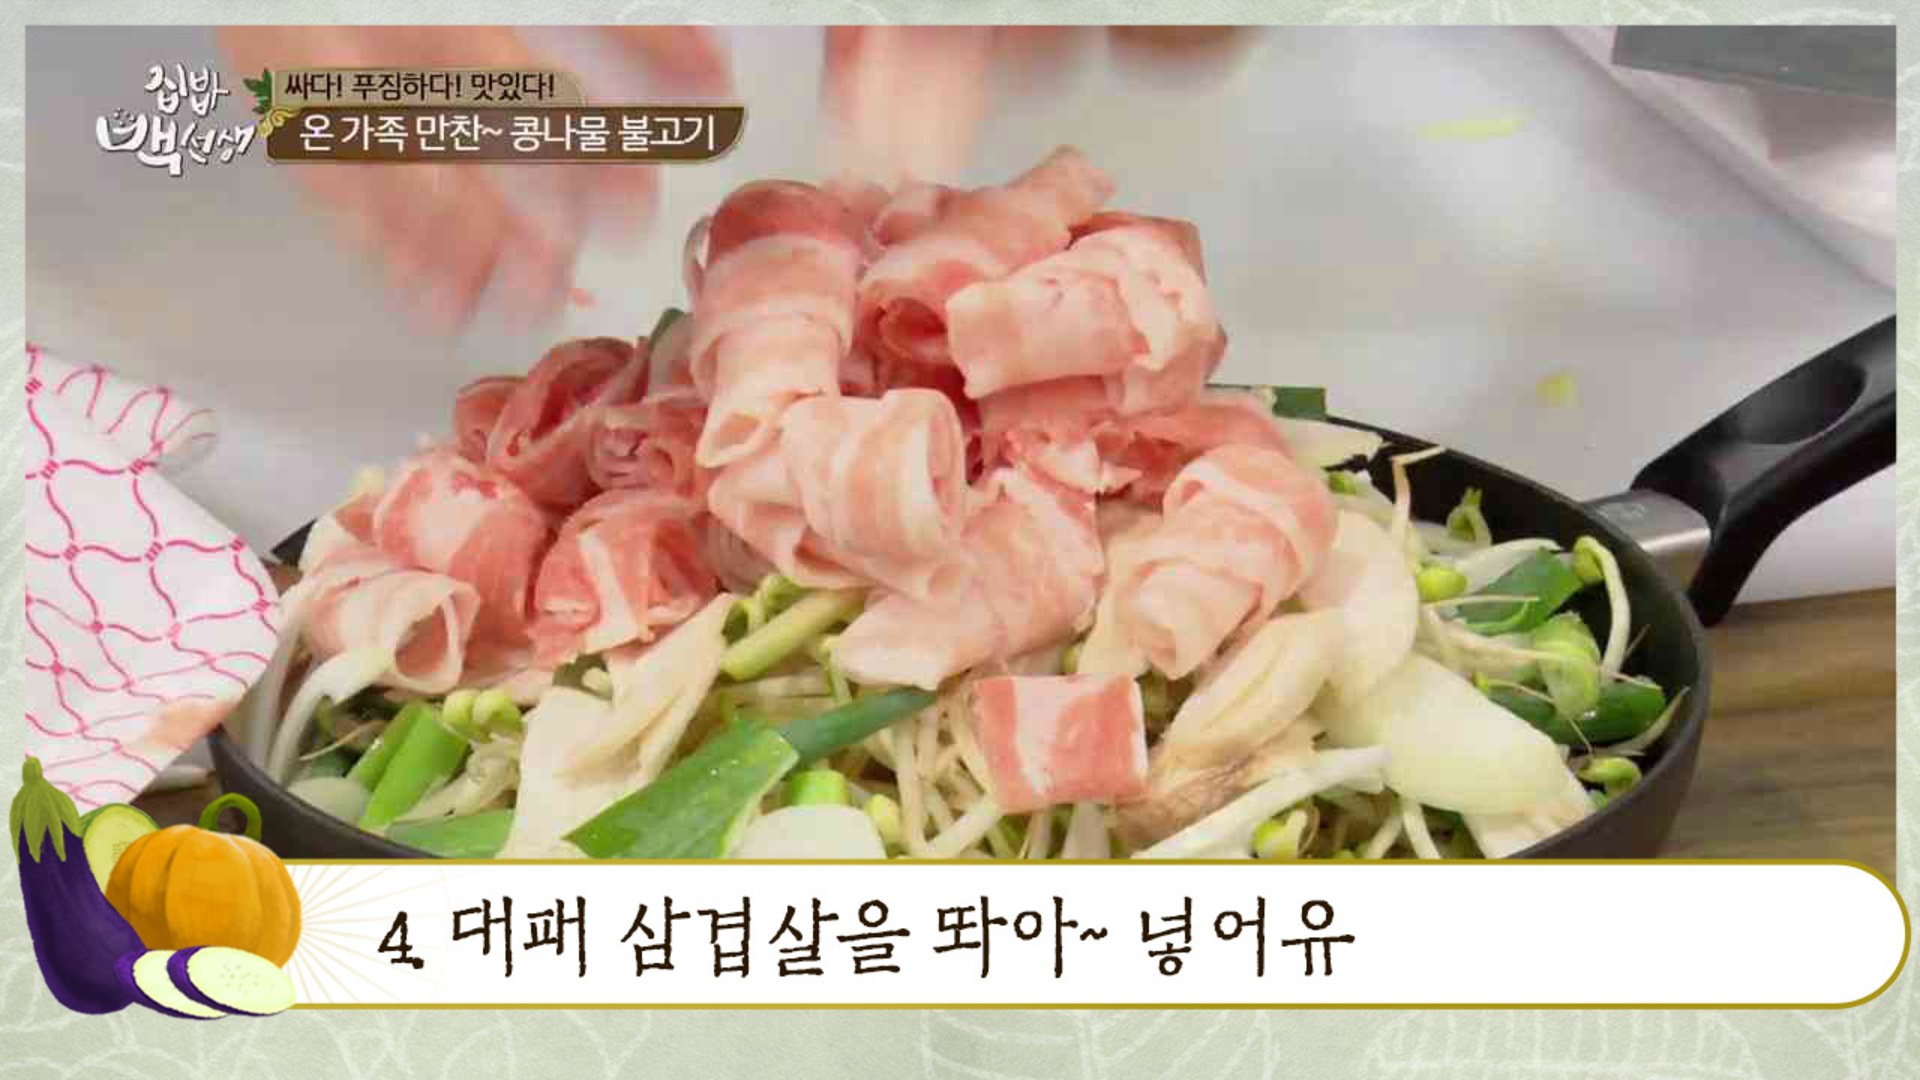 집밥
백선생
싸다! 푸짐하다! 맛있다!
온 가족 만찬~ 콩나물 불고기
4. 대패 삼겹살을 똬아~ 넣어유